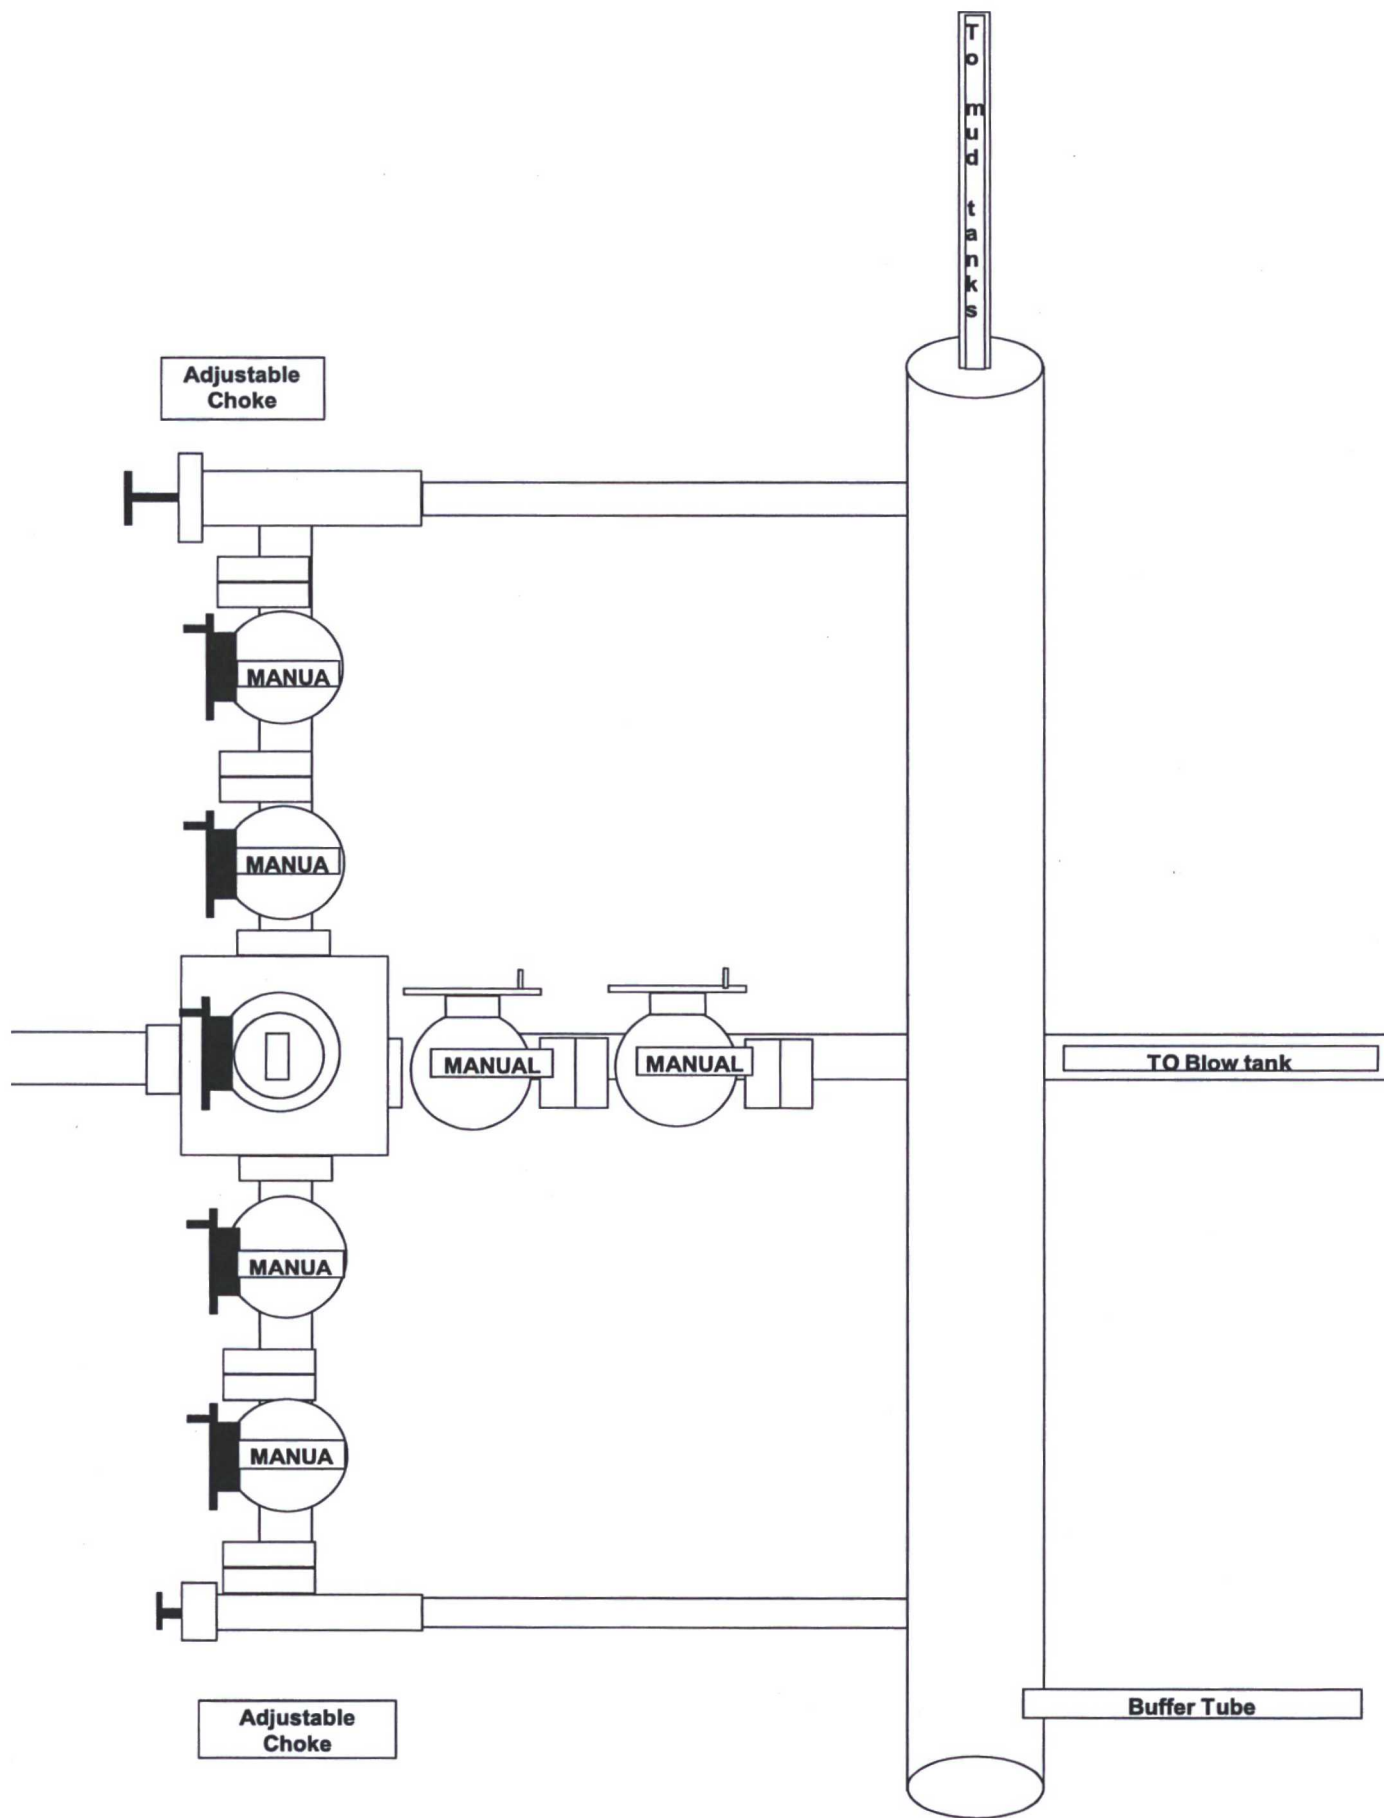 To mud tanks
Adjustable
Choke
MANUA
MANUA
MANUAL
MANUAL
TO Blow tank
MANUA
MANUA
Buffer Tube
Adjustable
Choke